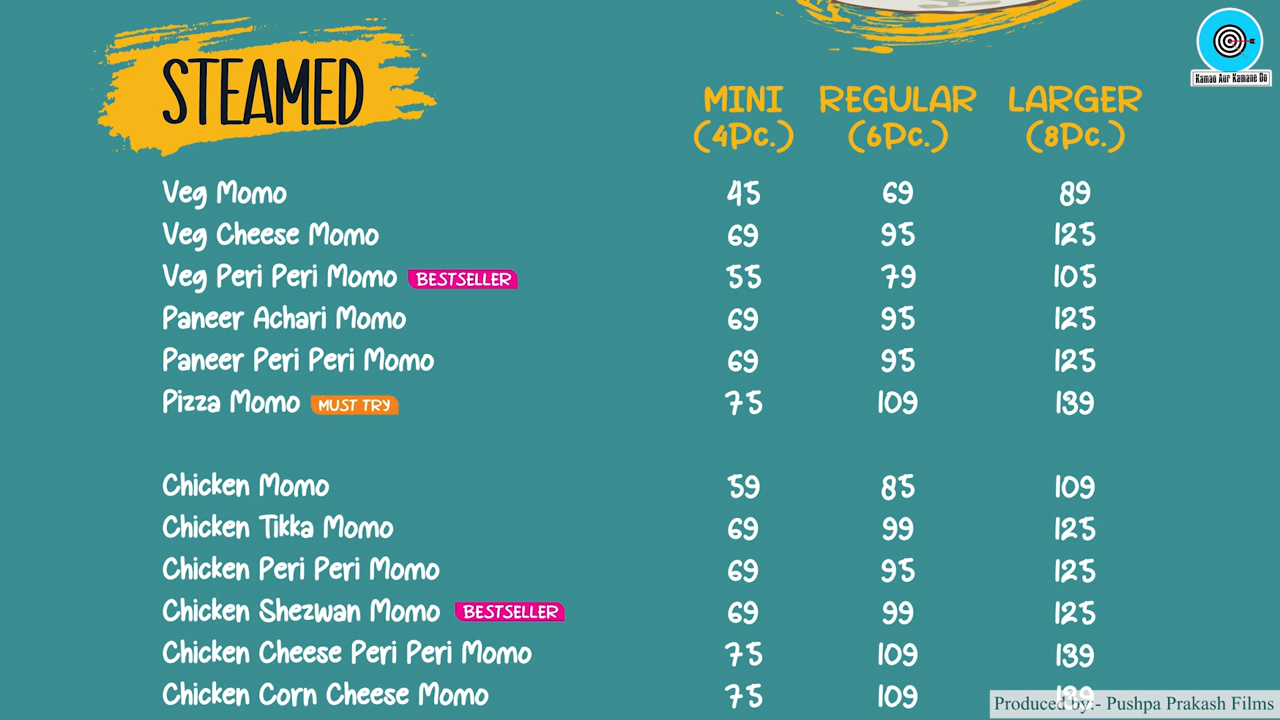 Kamao Aur Kamane Do
STEAMED
MINI REGULAR LARGER
(4Pc.) (6Pc.) (8Pc.)
Veg Momo 45 69 89
Veg Cheese Momo 69 95 125
Veg Peri Peri Momo BESTSELLER 55 79 105
Paneer Achari Momo 69 95 125
Paneer Peri Peri Momo 69 95 125
Pizza Momo MUST TRY 75 109 139
Chicken Momo 59 85 109
Chicken Tikka Momo 69 99 125
Chicken Peri Peri Momo 69 95 125
Chicken Shezwan Momo BESTSELLER 69 99 125
Chicken Cheese Peri Peri Momo 75 109 139
Chicken Corn Cheese Momo 75 109 139
Produced by:- Pushpa Prakash Films